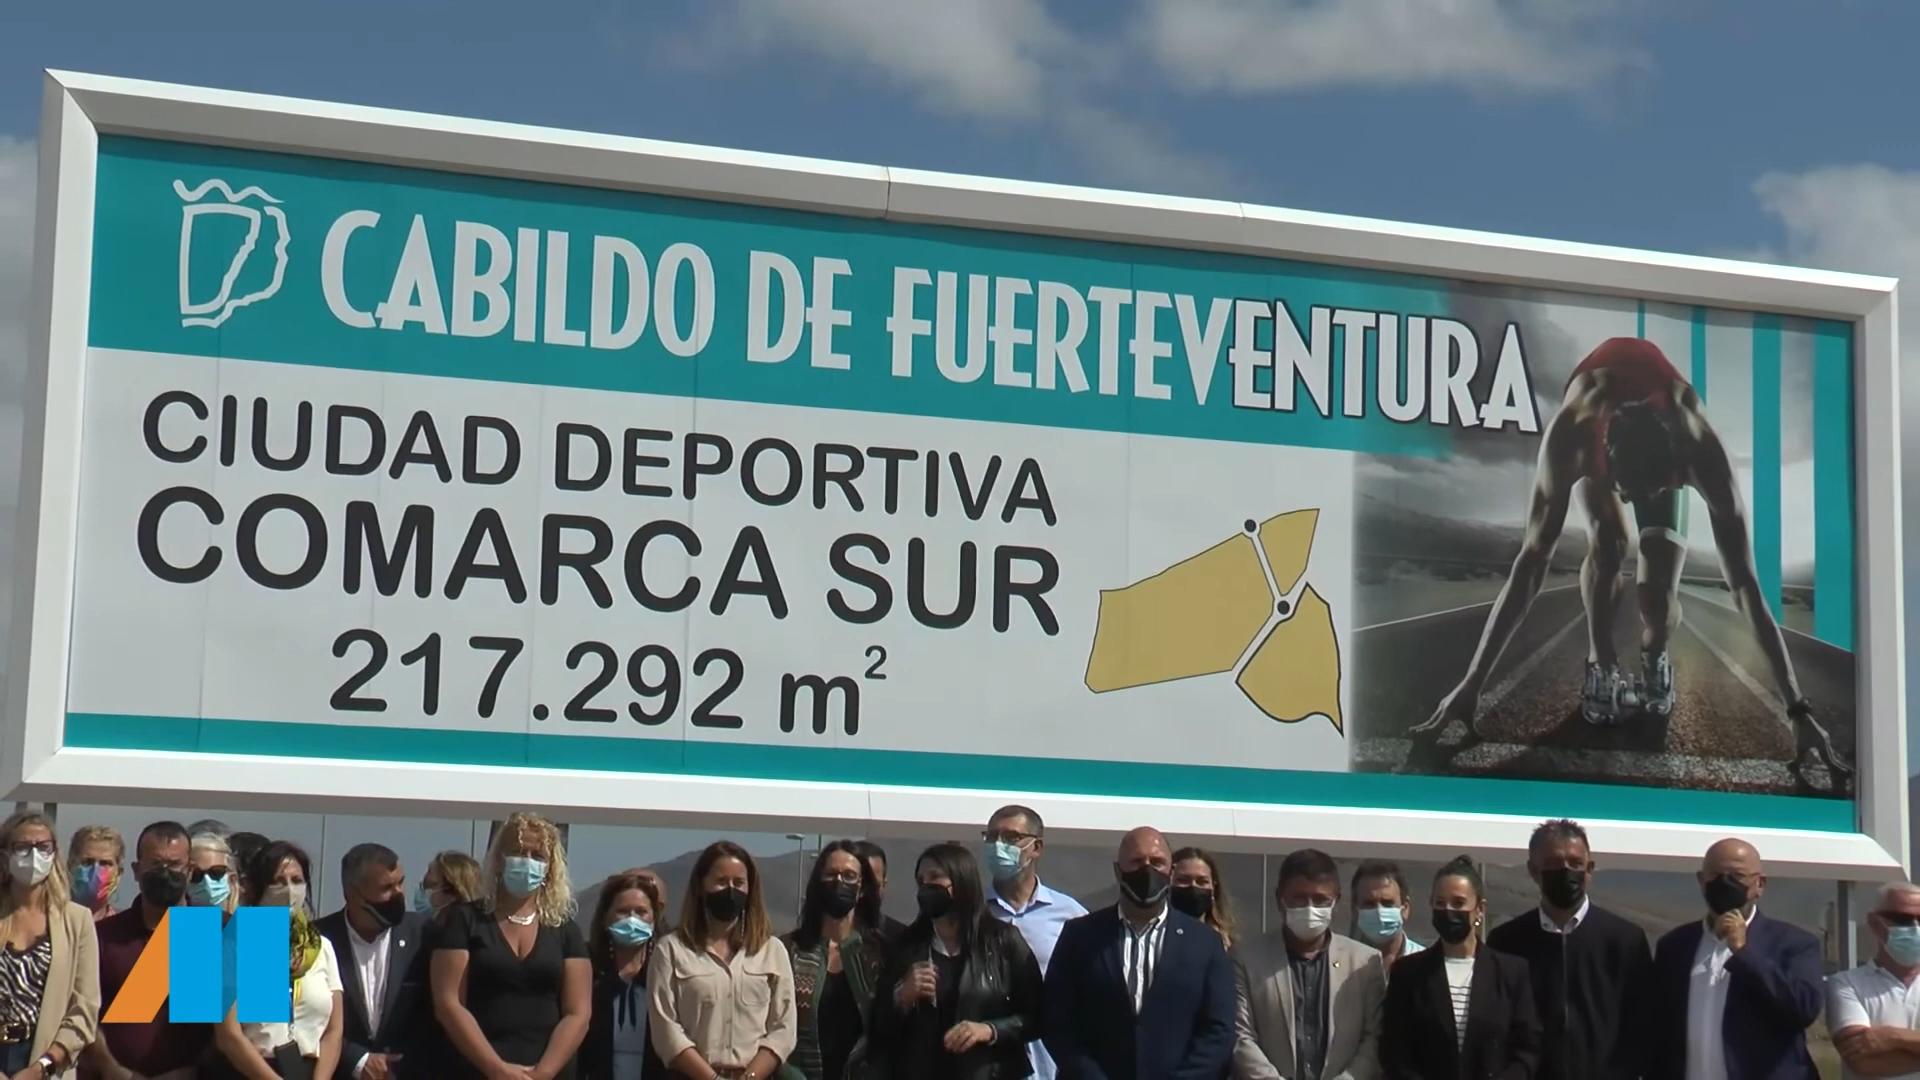 CABILDO DE FUERTEVENTURA
CIUDAD DEPORTIVA
COMARCA SUR
217.292 m²